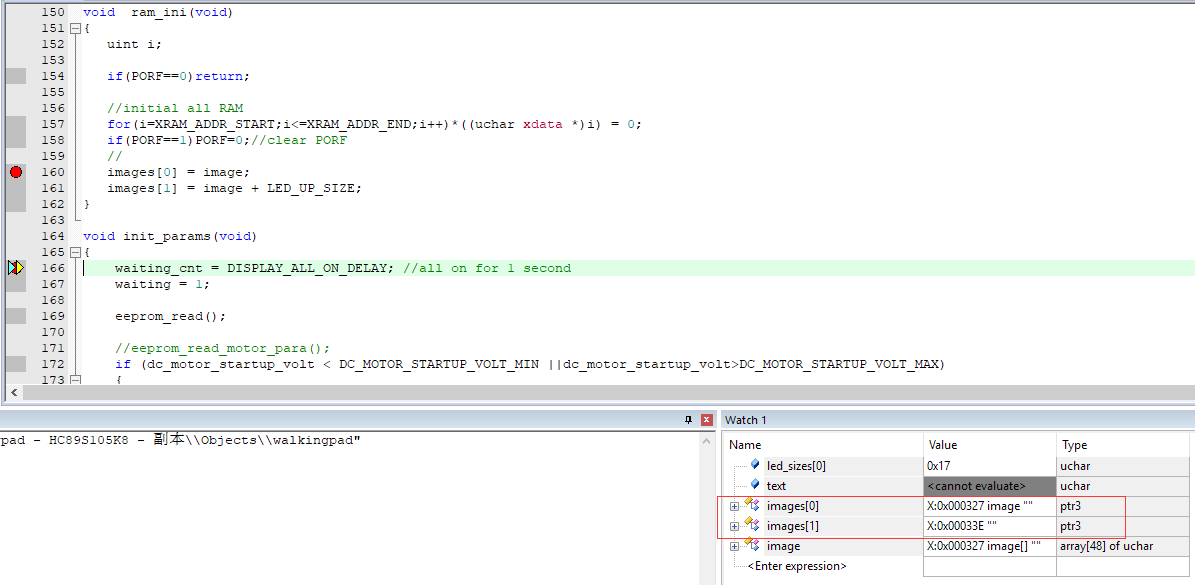 150 void  ram_ini(void)
151 {
152    uint i;
153
154    if(PORF==0)return;
155
156    //initial all RAM
157    for(i=XRAM_ADDR_START;i<=XRAM_ADDR_END;i++)*((uchar xdata *)i) = 0;
158    if(PORF==1)PORF=0;//clear PORF
159    //
160    images[0] = image;
161    images[1] = image + LED_UP_SIZE;
162 }
163
164 void init_params(void)
165 {
166     waiting_cnt = DISPLAY_ALL_ON_DELAY; //all on for 1 second
167     waiting = 1;
168
169     eeprom_read();
170
171     //eeprom_read_motor_para();
172     if (dc_motor_startup_volt < DC_MOTOR_STARTUP_VOLT_MIN ||dc_motor_startup_volt>DC_MOTOR_STARTUP_VOLT_MAX)
173     {
pad - HC89S105K8 - 副本\\Objects\\walkingpad"
Watch 1
Name Value Type
led_sizes[0] 0x17 uchar
text <cannot evaluate> uchar
images[0] X:0x000327 image "" ptr3
images[1] X:0x00033E "" ptr3
image X:0x000327 image[] "" array[48] of uchar
<Enter expression>